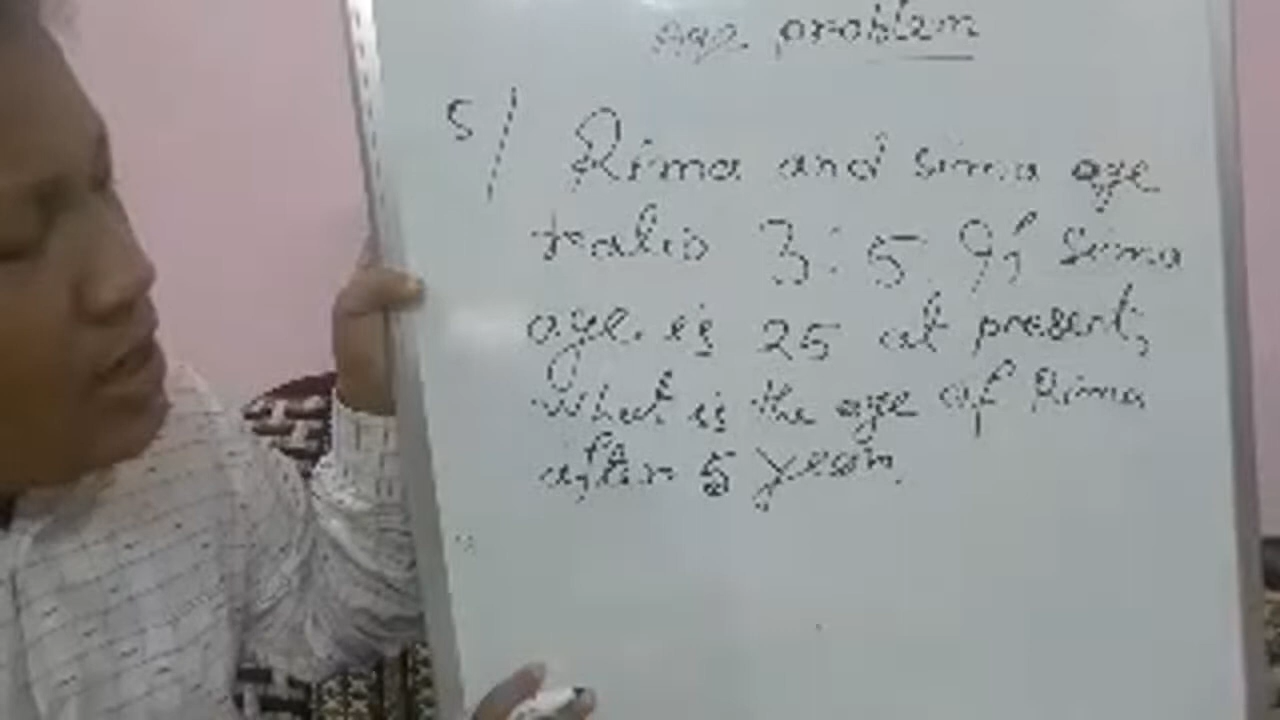 Age problem
5/ Rima and sima age
ratio 3:5. If Sima
age is 25 at present,
What is the age of Rima
after 5 year.